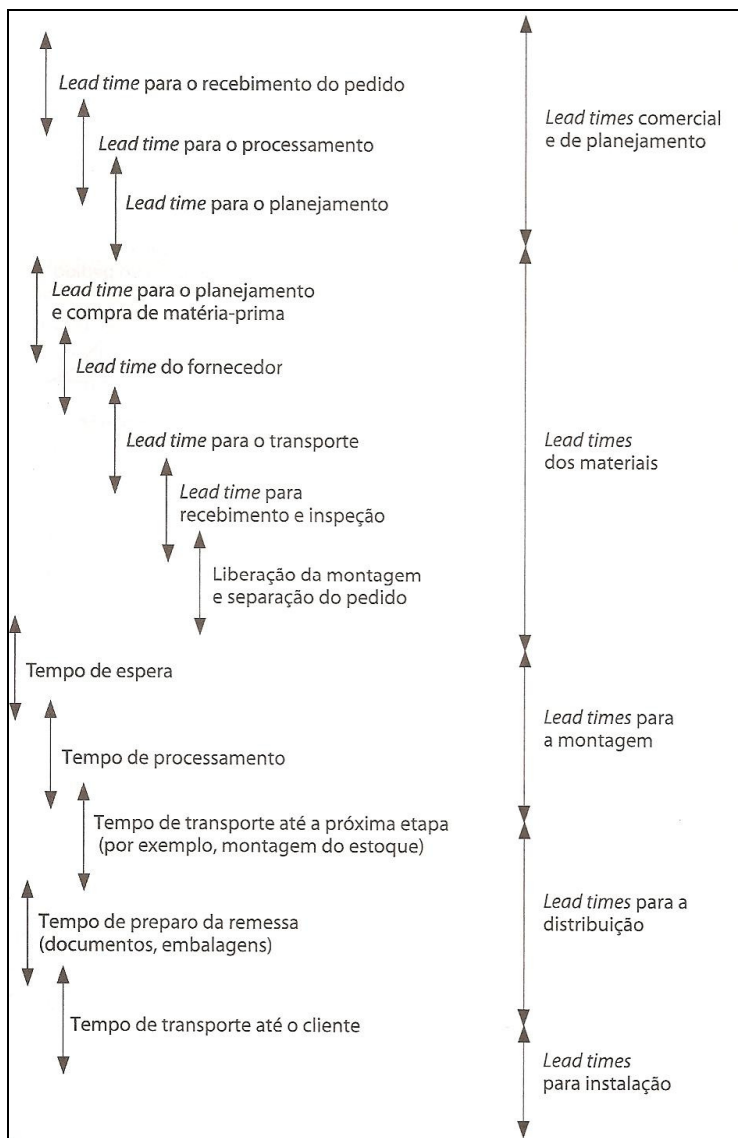 Lead time para o recebimento do pedido
Lead time para o processamento
Lead time para o planejamento
Lead times comercial
e de planejamento
Lead time para o planejamento
e compra de matéria-prima
Lead time do fornecedor
Lead time para o transporte
Lead time para
recebimento e inspeção
Liberação da montagem
e separação do pedido
Lead times
dos materiais
Tempo de espera
Tempo de processamento
Tempo de transporte até a próxima etapa
(por exemplo, montagem do estoque)
Lead times para
a montagem
Tempo de preparo da remessa
(documentos, embalagens)
Tempo de transporte até o cliente
Lead times para a
distribuição
Lead times
para instalação